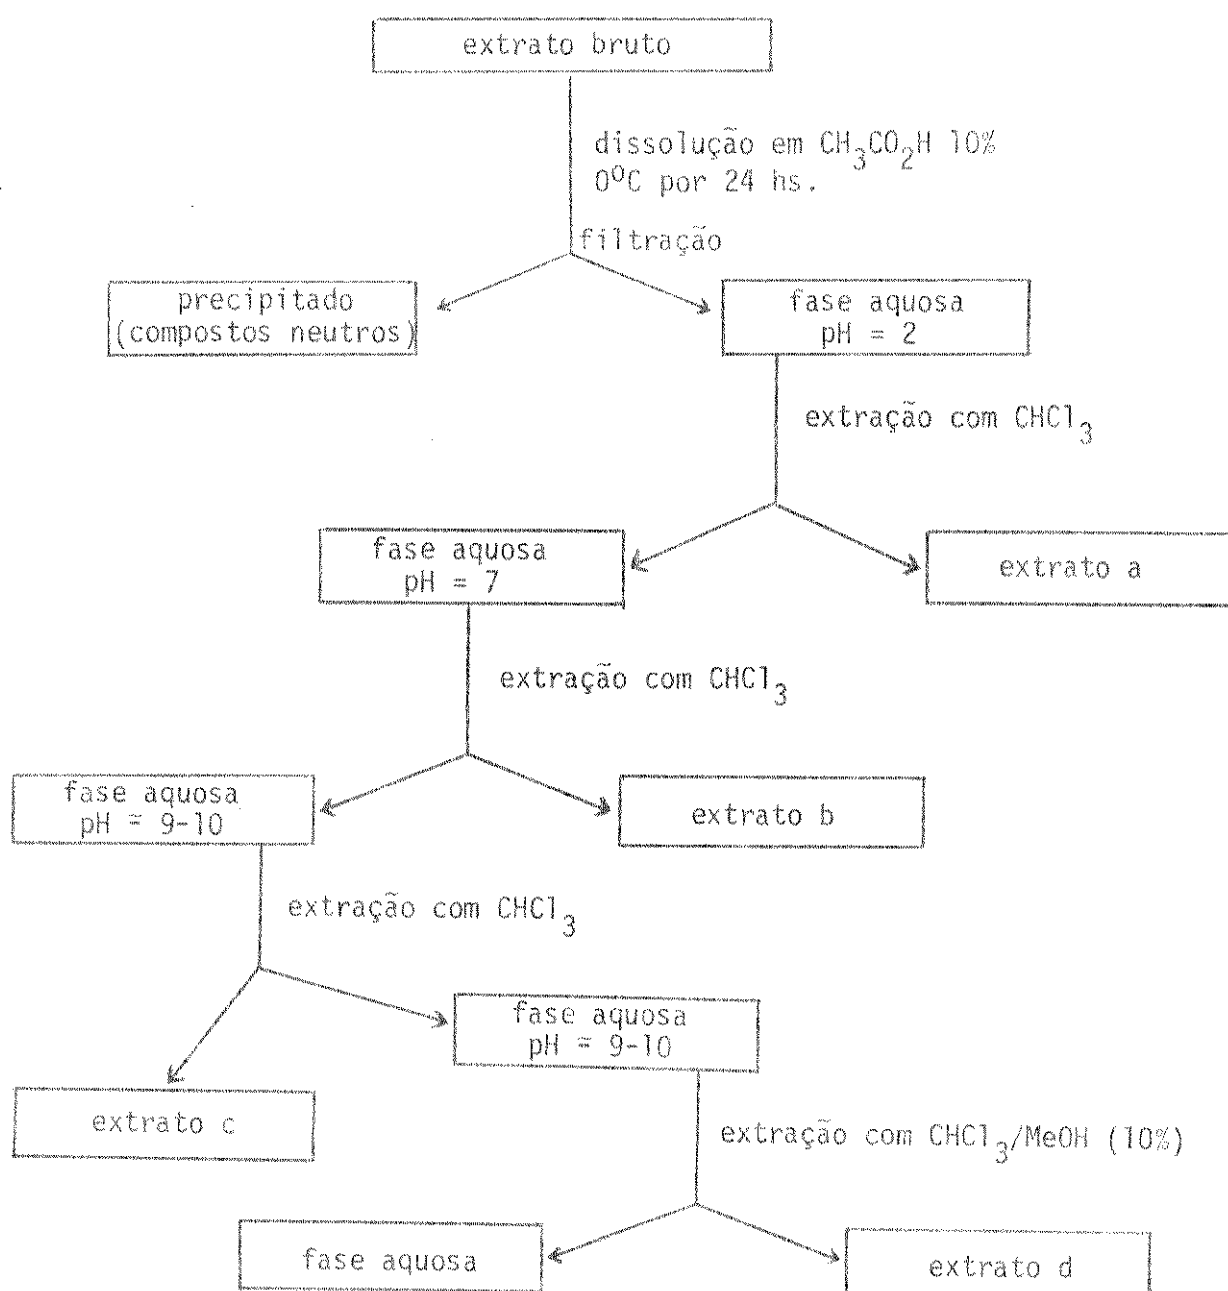 extrato bruto
dissolução em CH₃CO₂H 10%
0⁰C por 24 hs.
filtração
precipitado
(compostos neutros)
fase aquosa
pH = 2
extração com CHCl₃
fase aquosa
pH = 7
extrato a
extração com CHCl₃
fase aquosa
pH ≃ 9-10
extrato b
extração com CHCl₃
fase aquosa
pH ≃ 9-10
extrato c
extração com CHCl₃/MeOH (10%)
fase aquosa
extrato d